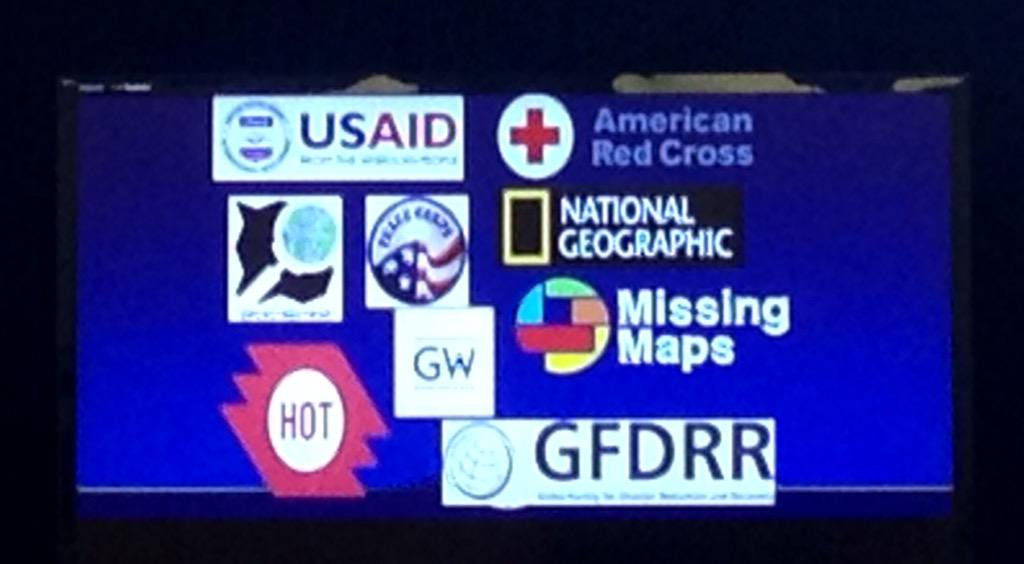 USAID
FROM THE AMERICAN PEOPLE
American
Red Cross
PEACE CORPS
NATIONAL
GEOGRAPHIC
Missing
Maps
GW
HOT
GFDRR
Global Facility for Disaster Reduction and Recovery